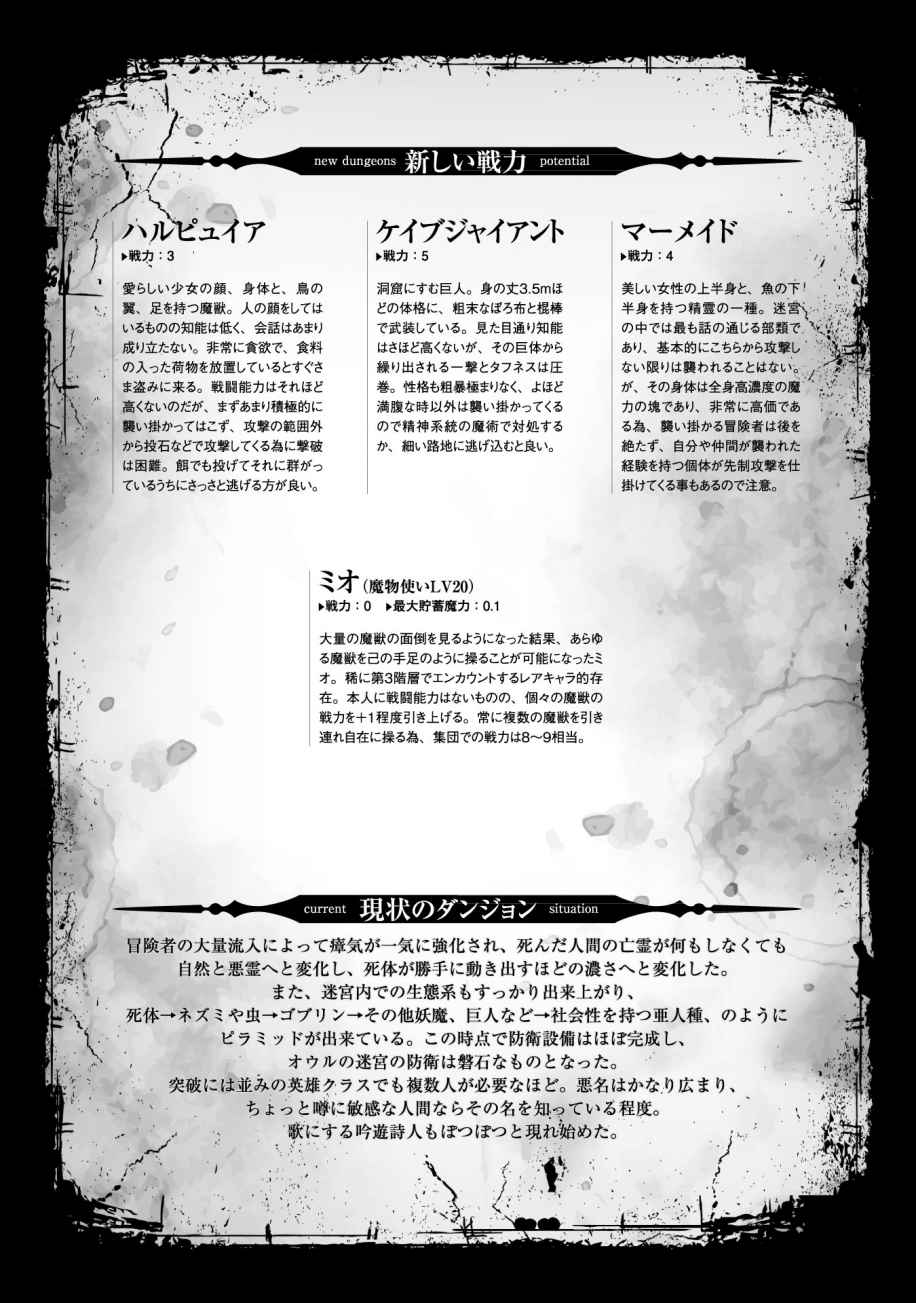 new dungeons 新しい戦力 potential
ハルピュイア
▶戦力：3
愛らしい少女の顔、身体と、鳥の
翼、足を持つ魔獣。人の顔をしては
いるものの知能は低く、会話はあまり
成り立たない。非常に貪欲で、食料
の入った荷物を放置しているとすぐさ
ま盗みに来る。戦闘能力はそれほど
高くないのだが、まずあまり積極的に
襲い掛かってはこず、攻撃の範囲外
から投石などで攻撃してくる為に撃破
は困難。餌でも投げてそれに群がっ
ているうちにさっさと逃げる方が良い。
ケイブジャイアント
▶戦力：5
洞窟にすむ巨人。身の丈3.5mほ
どの体格に、粗末なぼろ布と棍棒
で武装している。見た目通り知能
はさほど高くないが、その巨体から
繰り出される一撃とタフネスは圧
巻。性格も粗暴極まりなく、よほど
満腹な時以外は襲い掛かってくる
ので精神系統の魔術で対処する
か、細い路地に逃げ込むと良い。
マーメイド
▶戦力：4
美しい女性の上半身と、魚の下
半身を持つ精霊の一種。迷宮
の中では最も話の通じる部類で
あり、基本的にこちらから攻撃し
ない限りは襲われることはない。
が、その身体は全身高濃度の魔
力の塊であり、非常に高価であ
る為、襲い掛かる冒険者は後を
絶たず、自分や仲間が襲われた
経験を持つ個体が先制攻撃を仕
掛けてくる事もあるので注意。
ミオ（魔物使いLV20）
▶戦力：0　▶最大貯蓄魔力：0.1
大量の魔獣の面倒を見るようになった結果、あらゆ
る魔獣を己の手足のように操ることが可能になったミ
オ。稀に第3階層でエンカウントするレアキャラ的存
在。本人に戦闘能力はないものの、個々の魔獣の
戦力を＋1程度引き上げる。常に複数の魔獣を引き
連れ自在に操る為、集団での戦力は8〜9相当。
current 現状のダンジョン situation
冒険者の大量流入によって瘴気が一気に強化され、死んだ人間の亡霊が何もしなくても
自然と悪霊へと変化し、死体が勝手に動き出すほどの濃さへと変化した。
また、迷宮内での生態系もすっかり出来上がり、
死体→ネズミや虫→ゴブリン→その他妖魔、巨人など→社会性を持つ亜人種、のように
ピラミッドが出来ている。この時点で防衛設備はほぼ完成し、
オウルの迷宮の防衛は磐石なものとなった。
突破には並みの英雄クラスでも複数人が必要なほど。悪名はかなり広まり、
ちょっと噂に敏感な人間ならその名を知っている程度。
歌にする吟遊詩人もぽつぽつと現れ始めた。